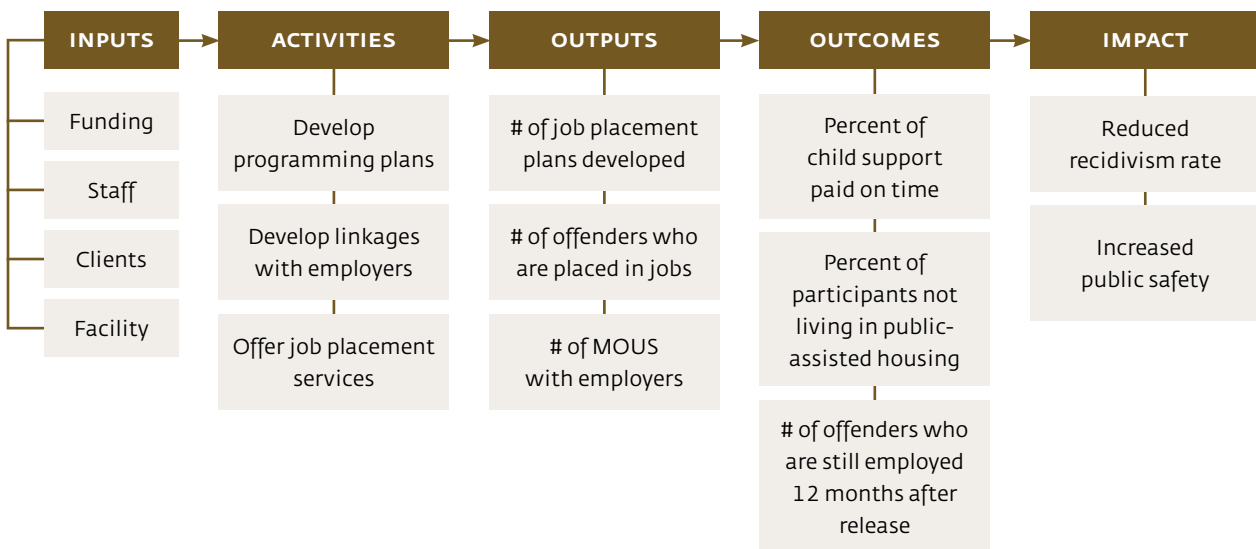 INPUTS
Funding
Staff
Clients
Facility
ACTIVITIES
Develop
programming plans
Develop linkages
with employers
Offer job placement
services
OUTPUTS
# of job placement
plans developed
# of offenders who
are placed in jobs
# of MOUS
with employers
OUTCOMES
Percent of
child support
paid on time
Percent of
participants not
living in public-
assisted housing
# of offenders who
are still employed
12 months after
release
IMPACT
Reduced
recidivism rate
Increased
public safety